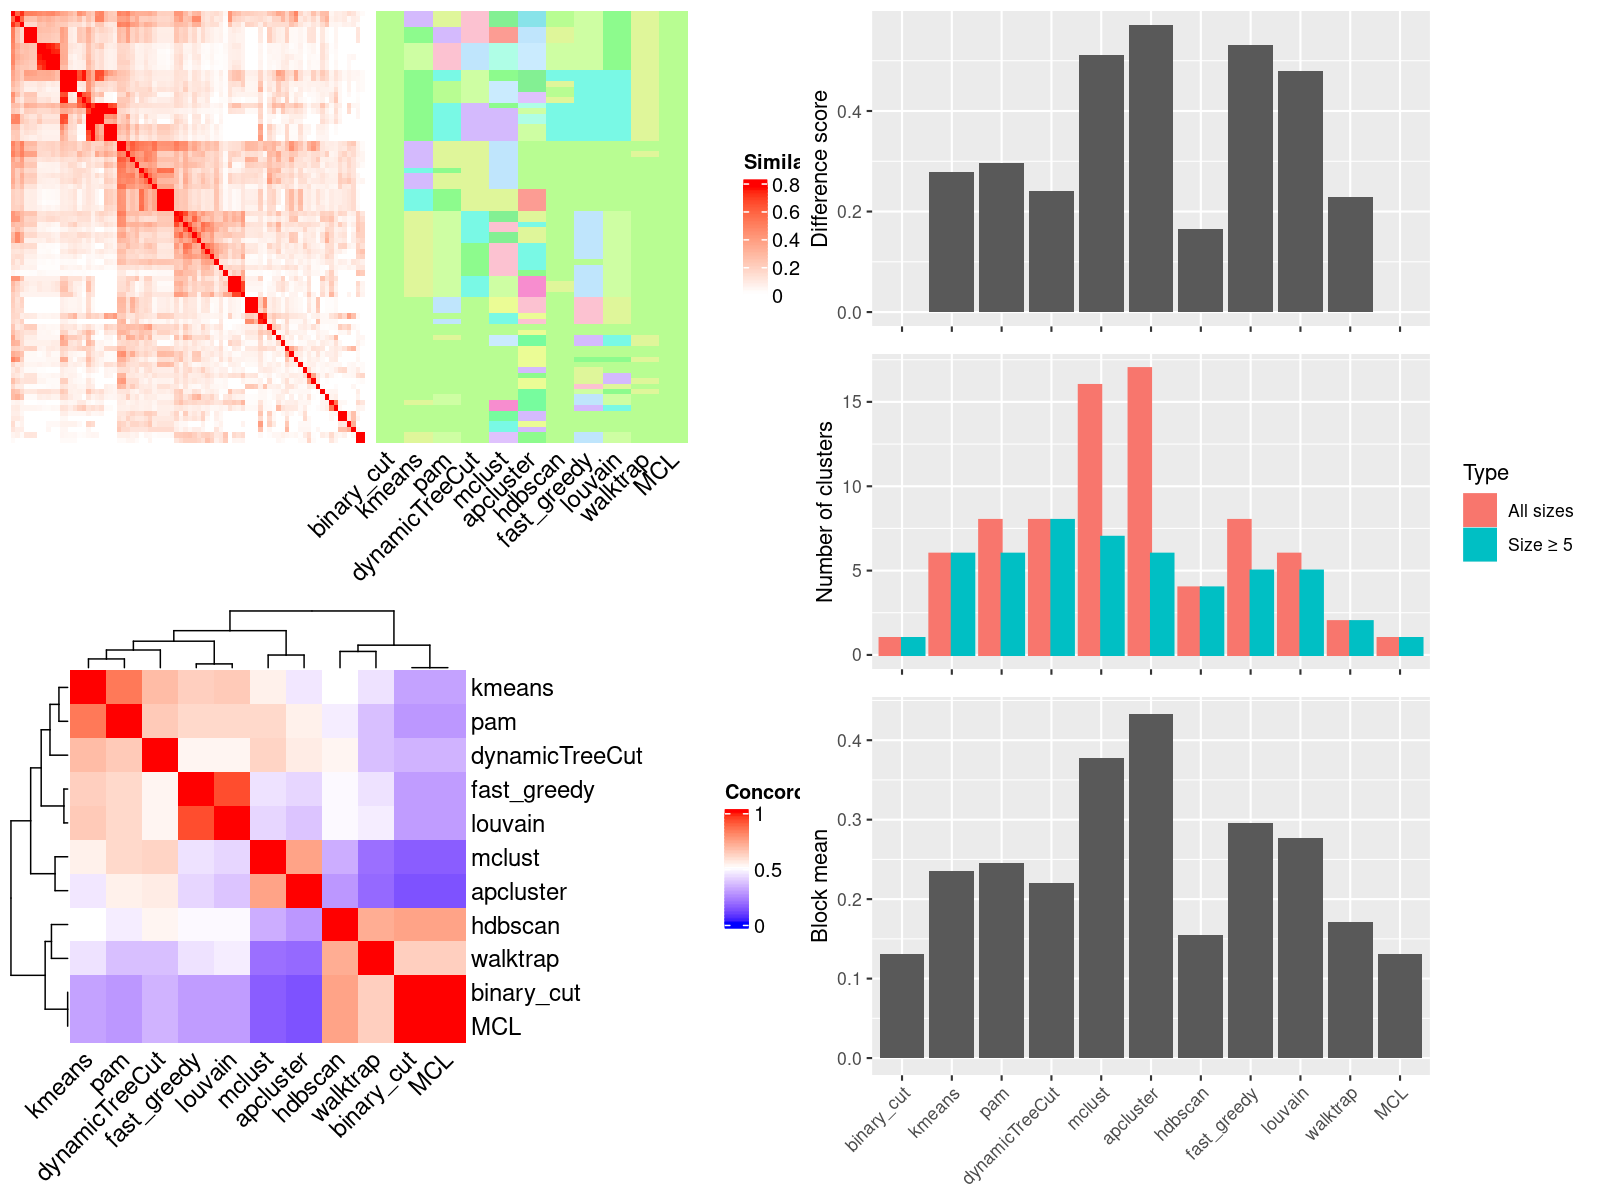 Simila
0.8
0.6
0.4
0.2
0
binary_cut
kmeans
pam
dynamicTreeCut
mclust
apcluster
hdbscan
fast_greedy
louvain
walktrap
MCL
kmeans
pam
dynamicTreeCut
fast_greedy
louvain
mclust
apcluster
hdbscan
walktrap
binary_cut
MCL
kmeans
pam
dynamicTreeCut
fast_greedy
louvain
mclust
apcluster
hdbscan
walktrap
binary_cut
MCL
Concord
1
0.5
0
Difference score
0.4
0.2
0.0
Number of clusters
15
10
5
0
Type
All sizes
Size ≥ 5
Block mean
0.4
0.3
0.2
0.1
0.0
binary_cut
kmeans
pam
dynamicTreeCut
mclust
apcluster
hdbscan
fast_greedy
louvain
walktrap
MCL